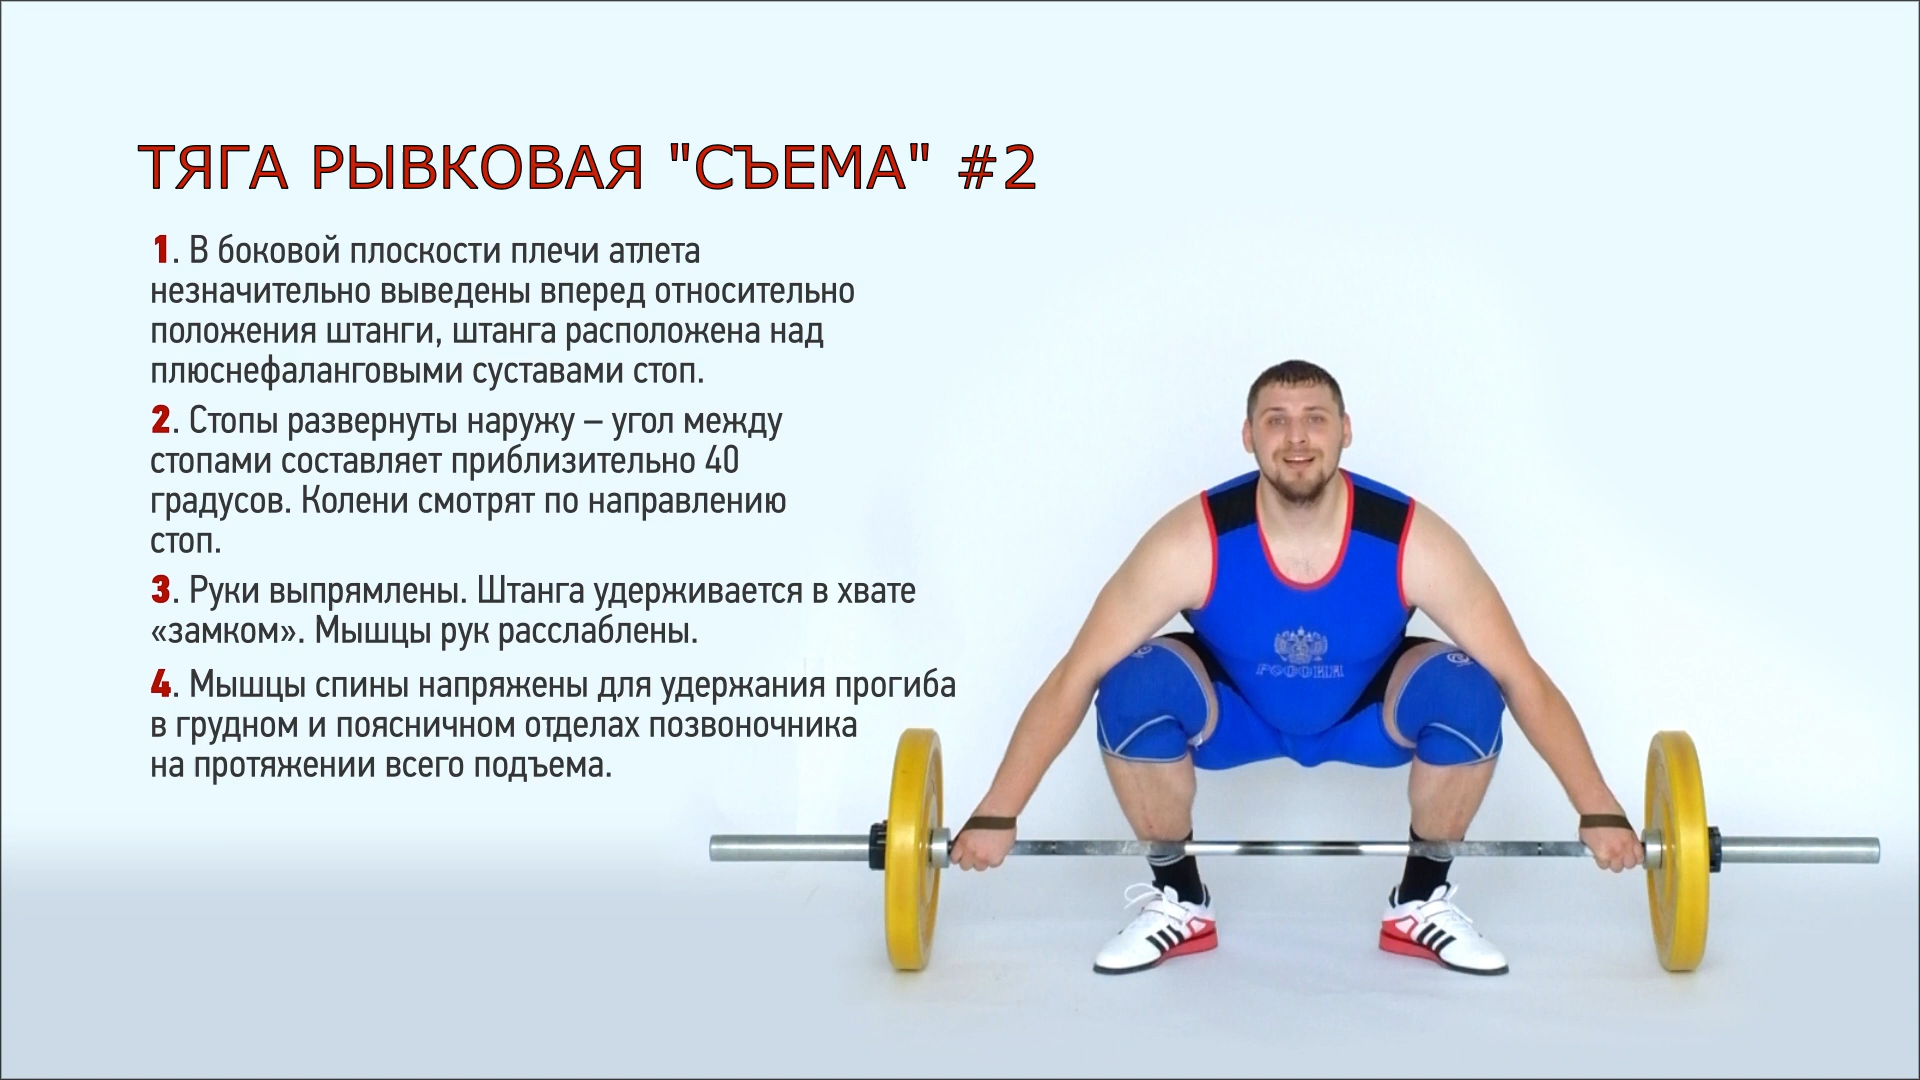 ТЯГА РЫВКОВАЯ "СЪЕМА" #2
1. В боковой плоскости плечи атлета
незначительно выведены вперед относительно
положения штанги, штанга расположена над
плюснефаланговыми суставами стоп.
2. Стопы развернуты наружу – угол между
стопами составляет приблизительно 40
градусов. Колени смотрят по направлению
стоп.
3. Руки выпрямлены. Штанга удерживается в хвате
«замком». Мышцы рук расслаблены.
4. Мышцы спины напряжены для удержания прогиба
в грудном и поясничном отделах позвоночника
на протяжении всего подъема.
РОССИЯ